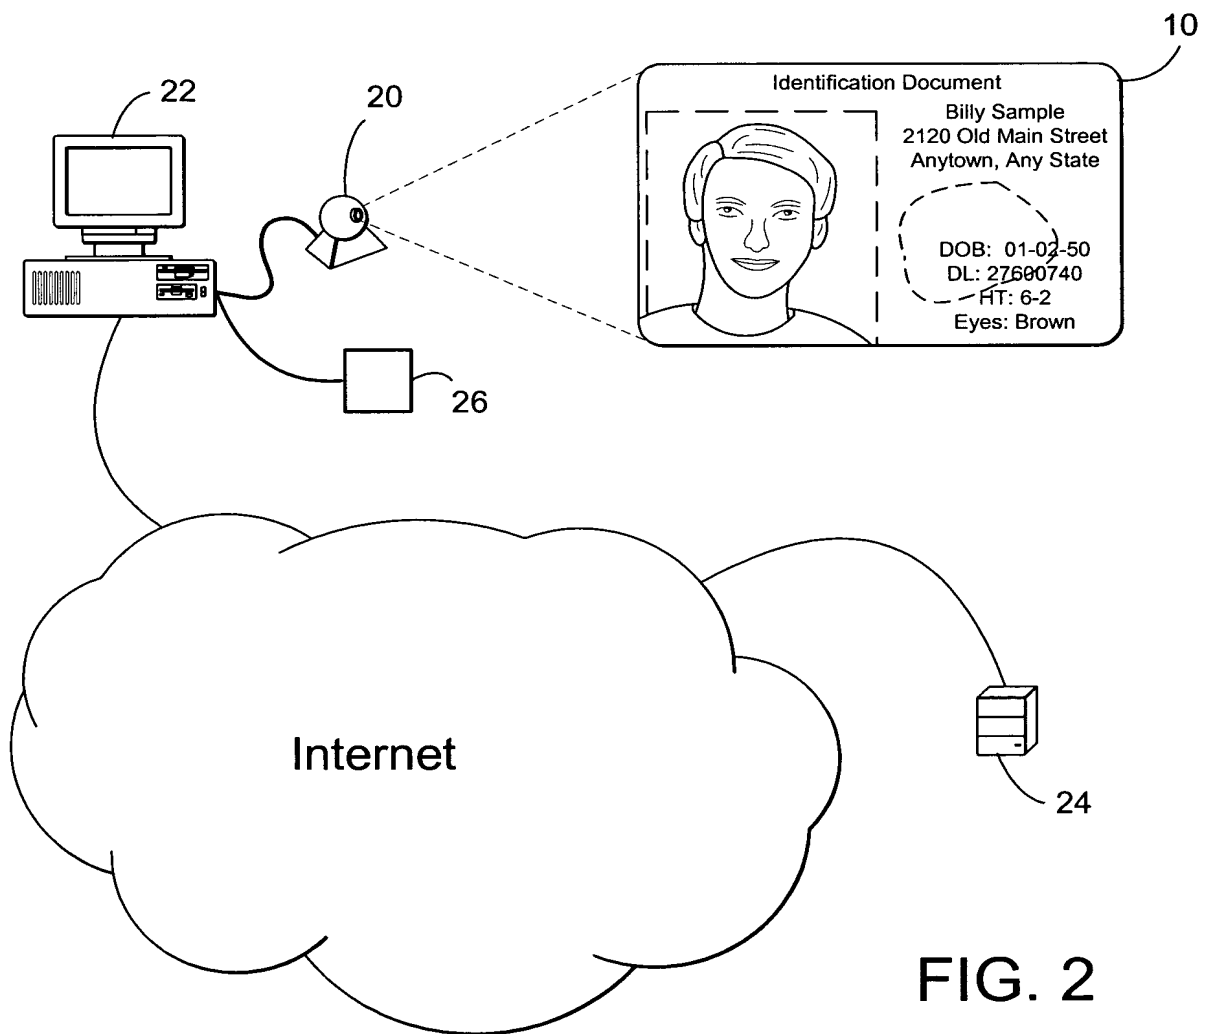 10
22
20
Identification Document
Billy Sample
2120 Old Main Street
Anytown, Any State
DOB: 01-02-50
DL: 27600740
HT: 6-2
Eyes: Brown
26
Internet
24
FIG. 2